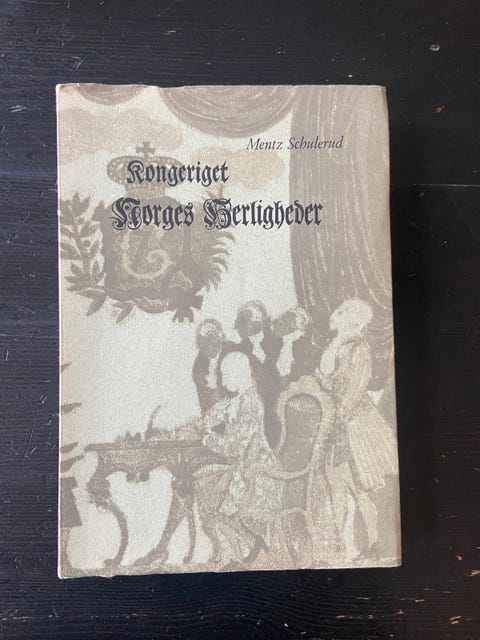 Mentz Schulerud
Kongeriget
Norges Herligheder